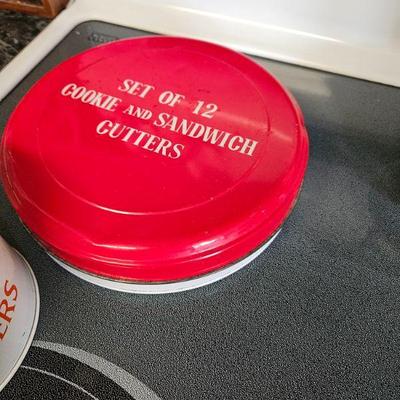 SET OF 12
COOKIE AND SANDWICH
CUTTERS
ERS